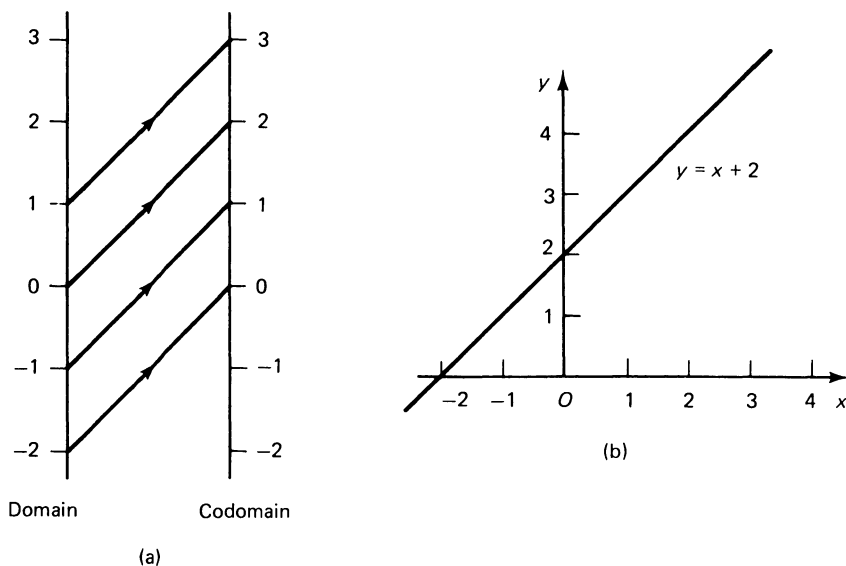 3 3
2 2
1 1
0 0
−1 −1
−2 −2
Domain Codomain
(a)
y
4
3
2
1
y = x + 2
−2 −1 O 1 2 3 4 x
(b)